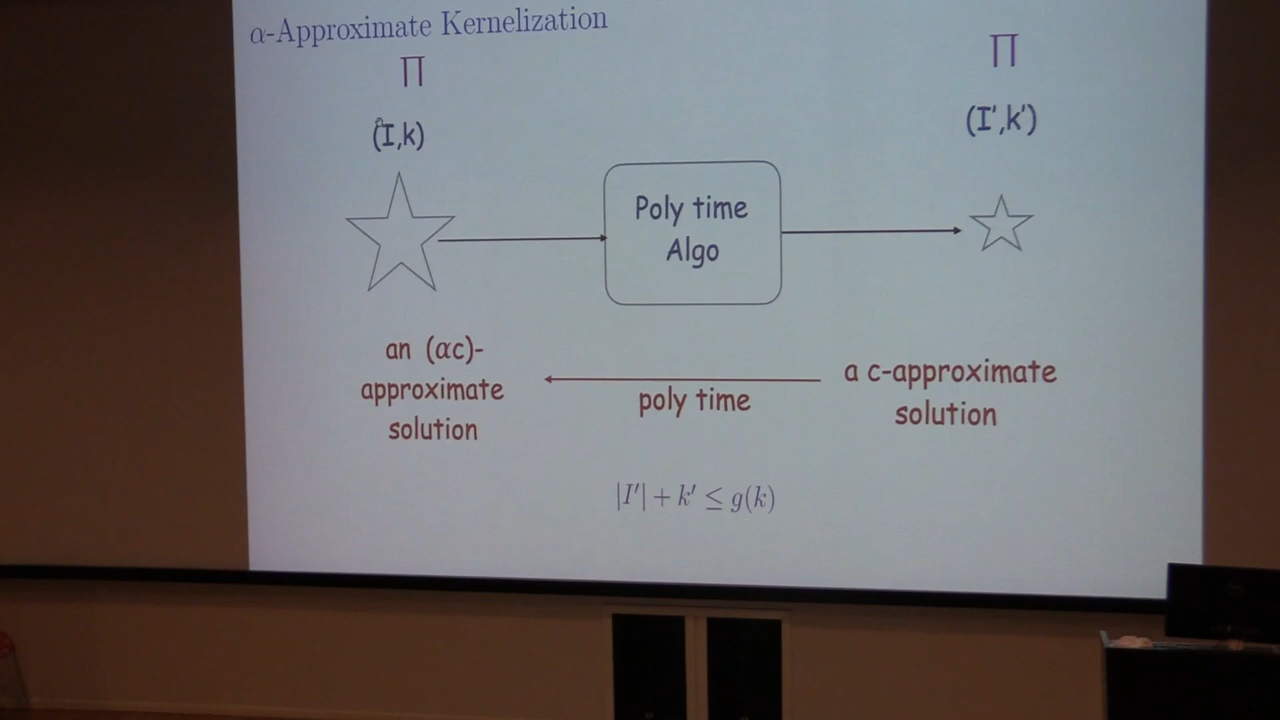 α-Approximate Kernelization
∏
∏
(I,k)
(I',k')
Poly time
Algo
an (αc)-
approximate
solution
poly time
a c-approximate
solution
|I'| + k' ≤ g(k)